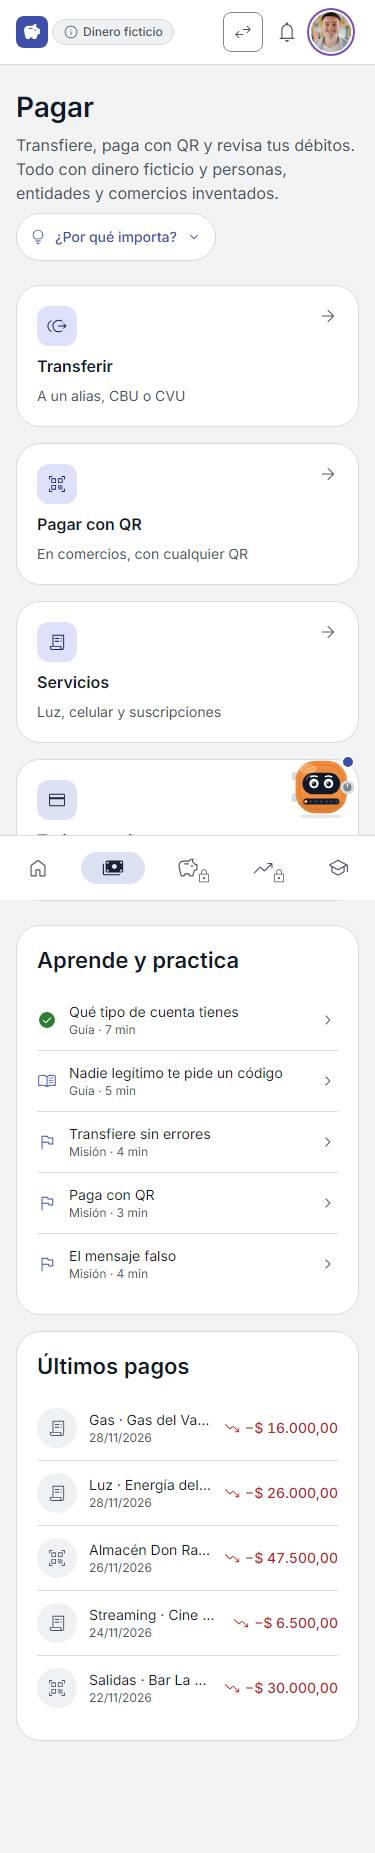 Dinero ficticio
Pagar
Transfiere, paga con QR y revisa tus débitos.
Todo con dinero ficticio y personas,
entidades y comercios inventados.
¿Por qué importa?
Transferir
A un alias, CBU o CVU
Pagar con QR
En comercios, con cualquier QR
Servicios
Luz, celular y suscripciones
Aprende y practica
Qué tipo de cuenta tienes
Guía · 7 min
Nadie legítimo te pide un código
Guía · 5 min
Transfiere sin errores
Misión · 4 min
Paga con QR
Misión · 3 min
El mensaje falso
Misión · 4 min
Últimos pagos
Gas · Gas del Va... −$ 16.000,00
28/11/2026
Luz · Energía del... −$ 26.000,00
28/11/2026
Almacén Don Ra... −$ 47.500,00
26/11/2026
Streaming · Cine ... −$ 6.500,00
24/11/2026
Salidas · Bar La ... −$ 30.000,00
22/11/2026